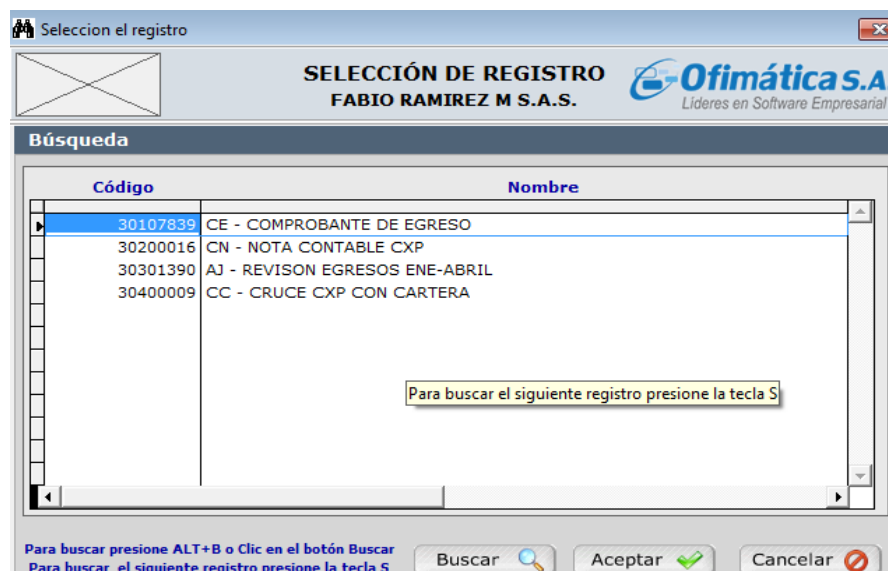 Seleccion el registro
SELECCIÓN DE REGISTRO
FABIO RAMIREZ M S.A.S.
Ofimática S.A
Lideres en Software Empresarial
Búsqueda
Código Nombre
30107839 CE - COMPROBANTE DE EGRESO
30200016 CN - NOTA CONTABLE CXP
30301390 AJ - REVISON EGRESOS ENE-ABRIL
30400009 CC - CRUCE CXP CON CARTERA
Para buscar el siguiente registro presione la tecla S
Para buscar presione ALT+B o Clic en el botón Buscar
Para buscar el siguiente registro presione la tecla S
Buscar Aceptar Cancelar